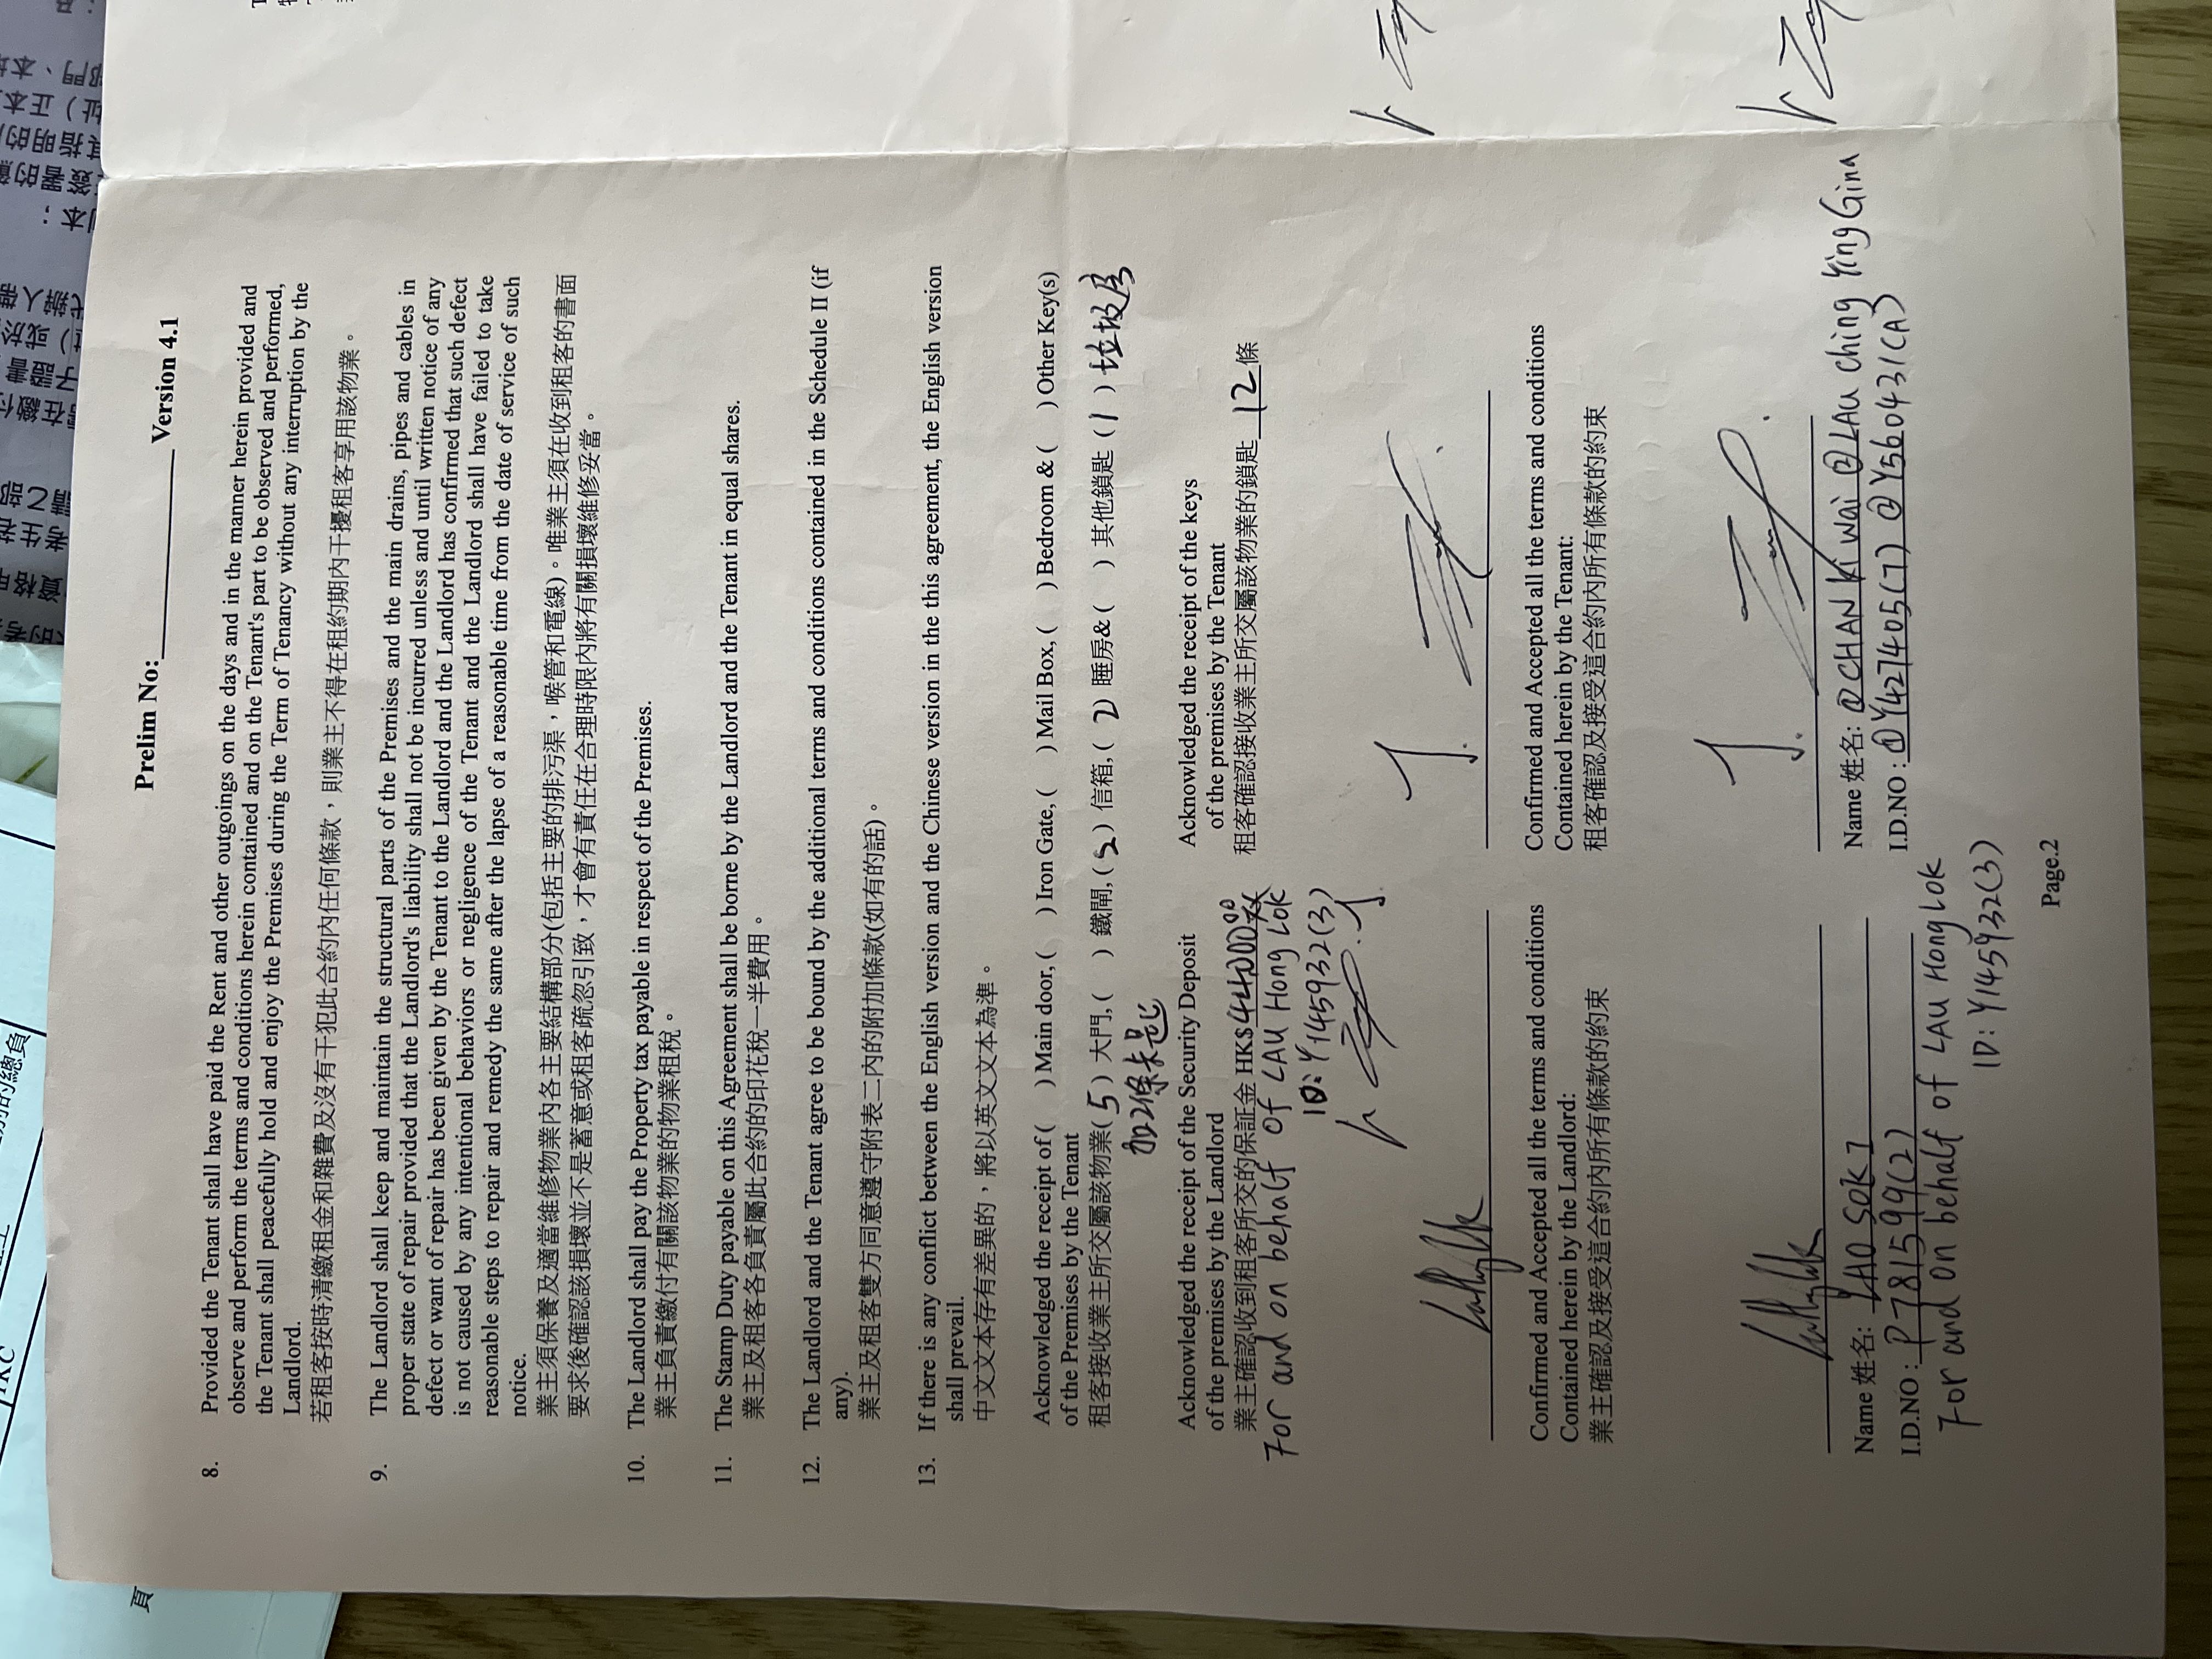 Prelim No: Version 4.1
8. Provided the Tenant shall have paid the Rent and other outgoings on the days and in the manner herein provided and
observe and perform the terms and conditions herein contained and on the Tenant's part to be observed and performed,
the Tenant shall peacefully hold and enjoy the Premises during the Term of Tenancy without any interruption by the
Landlord.
若租客按時清繳租金和雜費及沒有干犯此合約內任何條款，則業主不得在租約期內干擾租客享用該物業。
9. The Landlord shall keep and maintain the structural parts of the Premises and the main drains, pipes and cables in
proper state of repair provided that the Landlord's liability shall not be incurred unless and until written notice of any
defect or want of repair has been given by the Tenant to the Landlord and the Landlord has confirmed that such defect
is not caused by any intentional behaviors or negligence of the Tenant and the Landlord shall have failed to take
reasonable steps to repair and remedy the same after the lapse of a reasonable time from the date of service of such
notice.
業主須保養及適當維修物業內各主要結構部分(包括主要的排污渠，喉管和電線)。唯業主須在收到租客的書面
要求後確認該損壞並不是蓄意或租客疏忽引致，才會有責任在合理時限內將有關損壞維修妥當。
10. The Landlord shall pay the Property tax payable in respect of the Premises.
業主負責繳付有關該物業的物業租稅。
11. The Stamp Duty payable on this Agreement shall be borne by the Landlord and the Tenant in equal shares.
業主及租客各負責屬此合約的印花稅一半費用。
12. The Landlord and the Tenant agree to be bound by the additional terms and conditions contained in the Schedule II (if
any).
業主及租客雙方同意遵守附表二內的附加條款(如有的話)。
13. If there is any conflict between the English version and the Chinese version in the this agreement, the English version
shall prevail.
中文文本存有差異的，將以英文文本為準。
Acknowledged the receipt of ( ) Main door, ( ) Iron Gate, ( ) Mail Box, ( ) Bedroom & ( ) Other Key(s)
of the Premises by the Tenant
租客接收業主所交屬該物業(5) 大門, ( ) 鐵閘, (2) 信箱, (2) 睡房& ( ) 其他鎖匙 (1) 垃圾房
Acknowledged the receipt of the Security Deposit
of the premises by the Landlord
業主確認收到租客所交的保証金 HK$44400.00
For and on behalf of LAU Hong Lok
ID: Y145932(3)
Acknowledged the receipt of the keys
of the premises by the Tenant
租客確認接收業主所交屬該物業的鎖匙 12 條
Confirmed and Accepted all the terms and conditions
Contained herein by the Landlord:
業主確認及接受這合約內所有條款的約束
Confirmed and Accepted all the terms and conditions
Contained herein by the Tenant:
租客確認及接受這合約內所有條款的約束
Name 姓名: LAO SOK I
I.D.NO : P781599(2)
For and on behalf of LAU Hong Lok
ID: Y145932(3)
Name 姓名: ①CHAN Ki Wai ②LAU Ching Ying Gina
I.D.NO : ①Y427405(7) ②Y560431(A)
Page.2